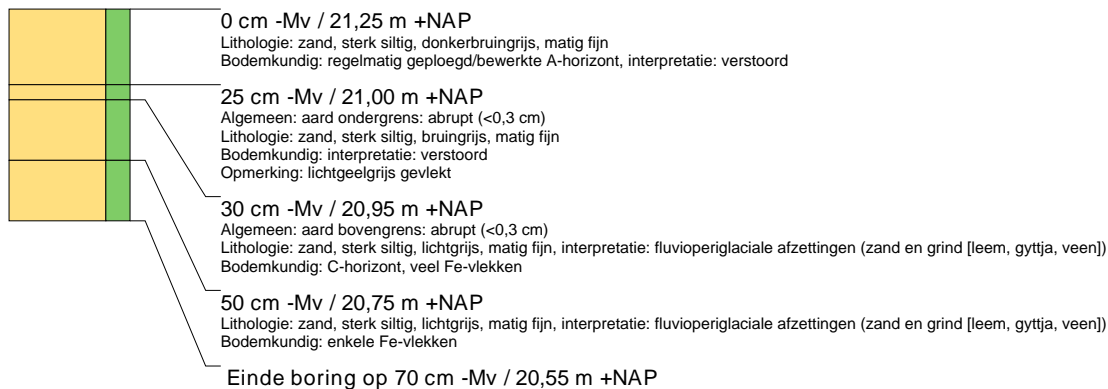 0 cm -Mv / 21,25 m +NAP
Lithologie: zand, sterk siltig, donkerbruingrijs, matig fijn
Bodemkundig: regelmatig geploegd/bewerkte A-horizont, interpretatie: verstoord
25 cm -Mv / 21,00 m +NAP
Algemeen: aard ondergrens: abrupt (<0,3 cm)
Lithologie: zand, sterk siltig, bruingrijs, matig fijn
Bodemkundig: interpretatie: verstoord
Opmerking: lichtgeelgrijs gevlekt
30 cm -Mv / 20,95 m +NAP
Algemeen: aard bovengrens: abrupt (<0,3 cm)
Lithologie: zand, sterk siltig, lichtgrijs, matig fijn, interpretatie: fluvioperiglaciale afzettingen (zand en grind [leem, gyttja, veen])
Bodemkundig: C-horizont, veel Fe-vlekken
50 cm -Mv / 20,75 m +NAP
Lithologie: zand, sterk siltig, lichtgrijs, matig fijn, interpretatie: fluvioperiglaciale afzettingen (zand en grind [leem, gyttja, veen])
Bodemkundig: enkele Fe-vlekken
Einde boring op 70 cm -Mv / 20,55 m +NAP